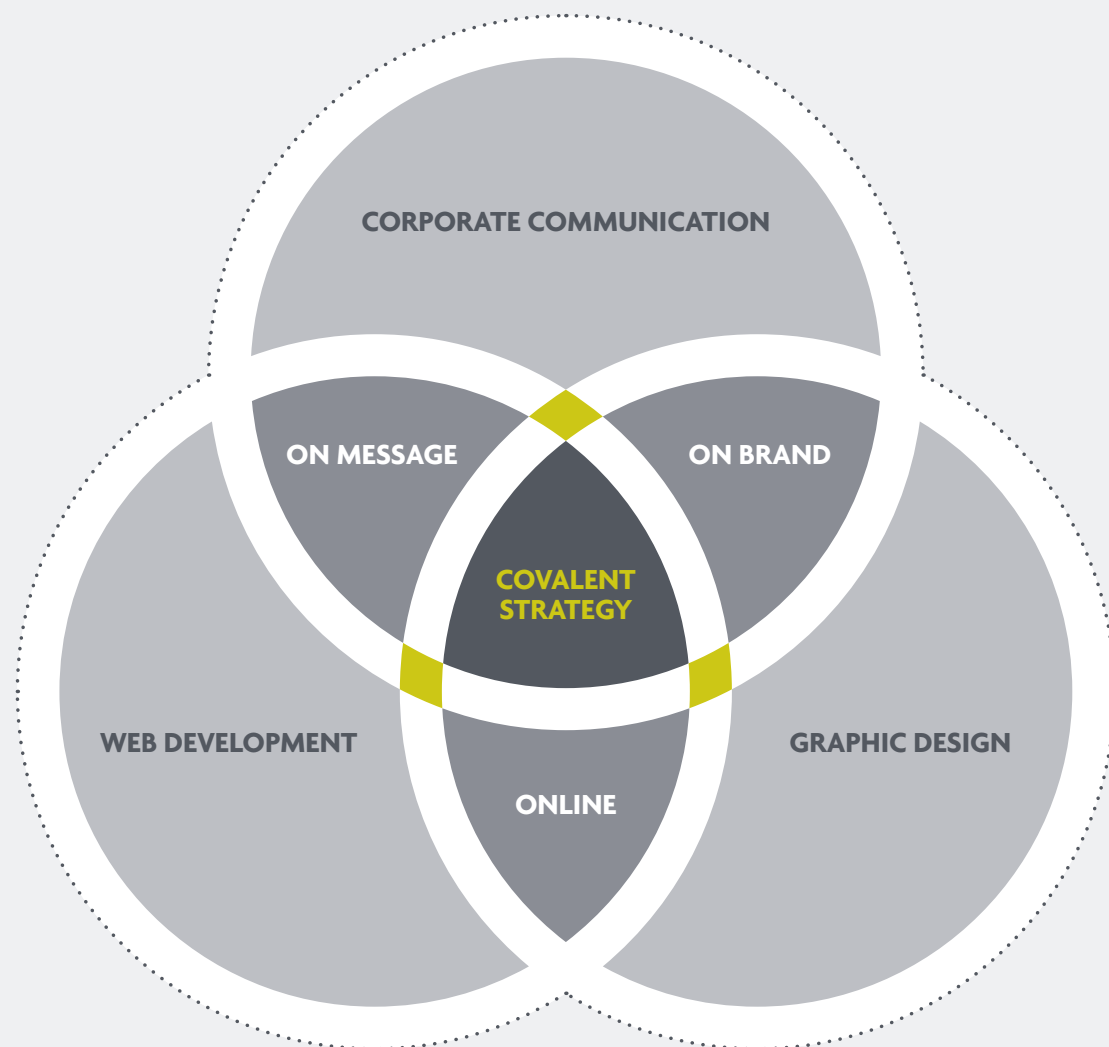 CORPORATE COMMUNICATION
ON MESSAGE
ON BRAND
COVALENT
STRATEGY
WEB DEVELOPMENT
GRAPHIC DESIGN
ONLINE